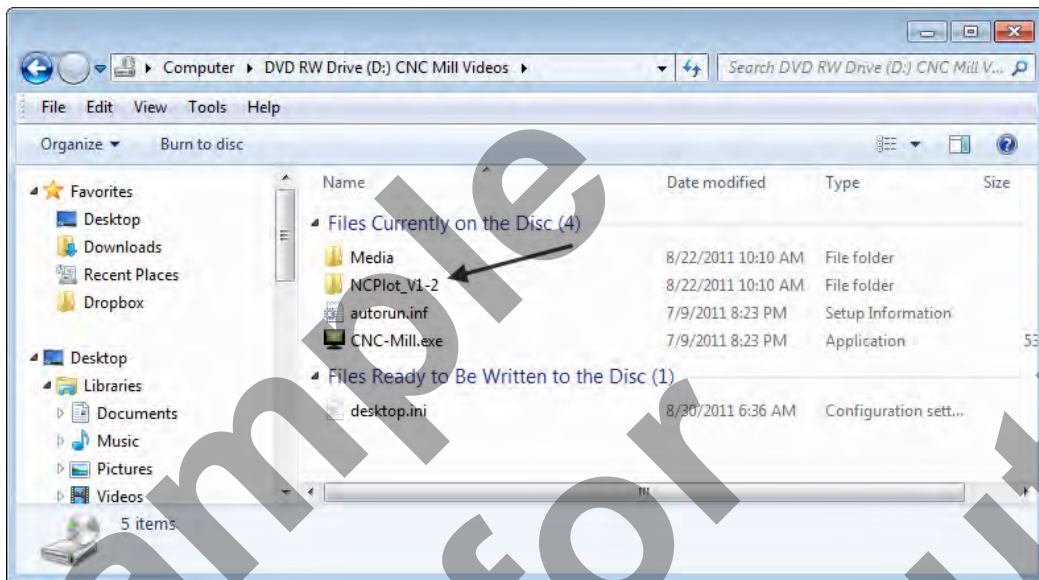 Computer ▸ DVD RW Drive (D:) CNC Mill Videos ▸ Search DVD RW Drive (D:) CNC Mill V...
File Edit View Tools Help
Organize Burn to disc
Name Date modified Type Size
Favorites
Desktop
Downloads
Recent Places
Dropbox
Desktop
Libraries
Documents
Music
Pictures
Videos
Files Currently on the Disc (4)
Media 8/22/2011 10:10 AM File folder
NCPlot_V1-2 8/22/2011 10:10 AM File folder
autorun.inf 7/9/2011 8:23 PM Setup Information
CNC-Mill.exe 7/9/2011 8:23 PM Application 53
Files Ready to Be Written to the Disc (1)
desktop.ini 8/30/2011 6:36 AM Configuration sett...
5 items
for